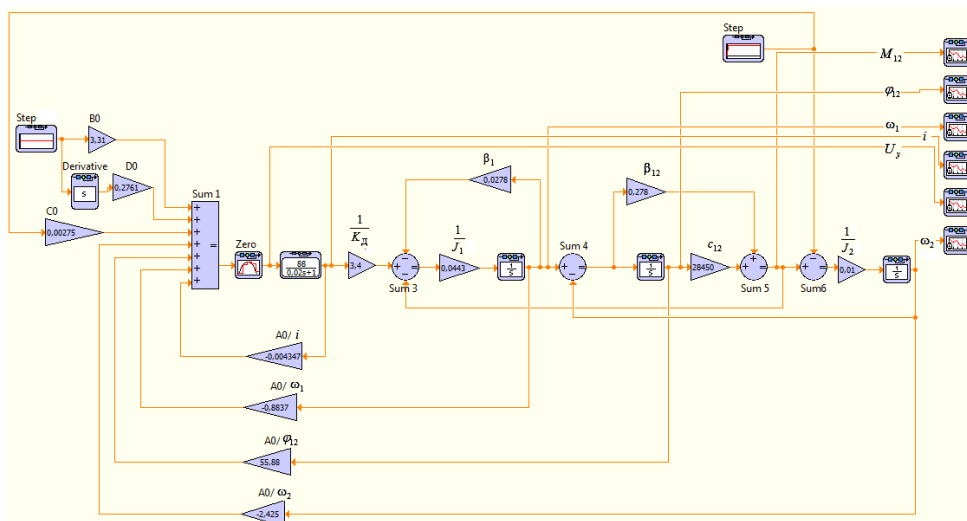 Step
M₁₂
φ₁₂
Step
B0
3,31
ω₁
i
U_у
Derivative
s
D0
0,2761
β₁
0,0278
β₁₂
0,278
Sum 1
C0
0,00275
+
+
+
+
+
+
+
=
Zero
88
0.02s+1
1
K_Д
3,4
+
−
−
=
Sum 3
1
J₁
0,0443
1
s
Sum 4
+
−
=
1
s
c₁₂
28450
+
+
=
Sum 5
+
+
=
Sum6
1
J₂
0,01
1
s
ω₂
A0/ i
-0,004347
A0/ ω₁
-0,8837
A0/ φ₁₂
55,88
A0/ ω₂
-2,425